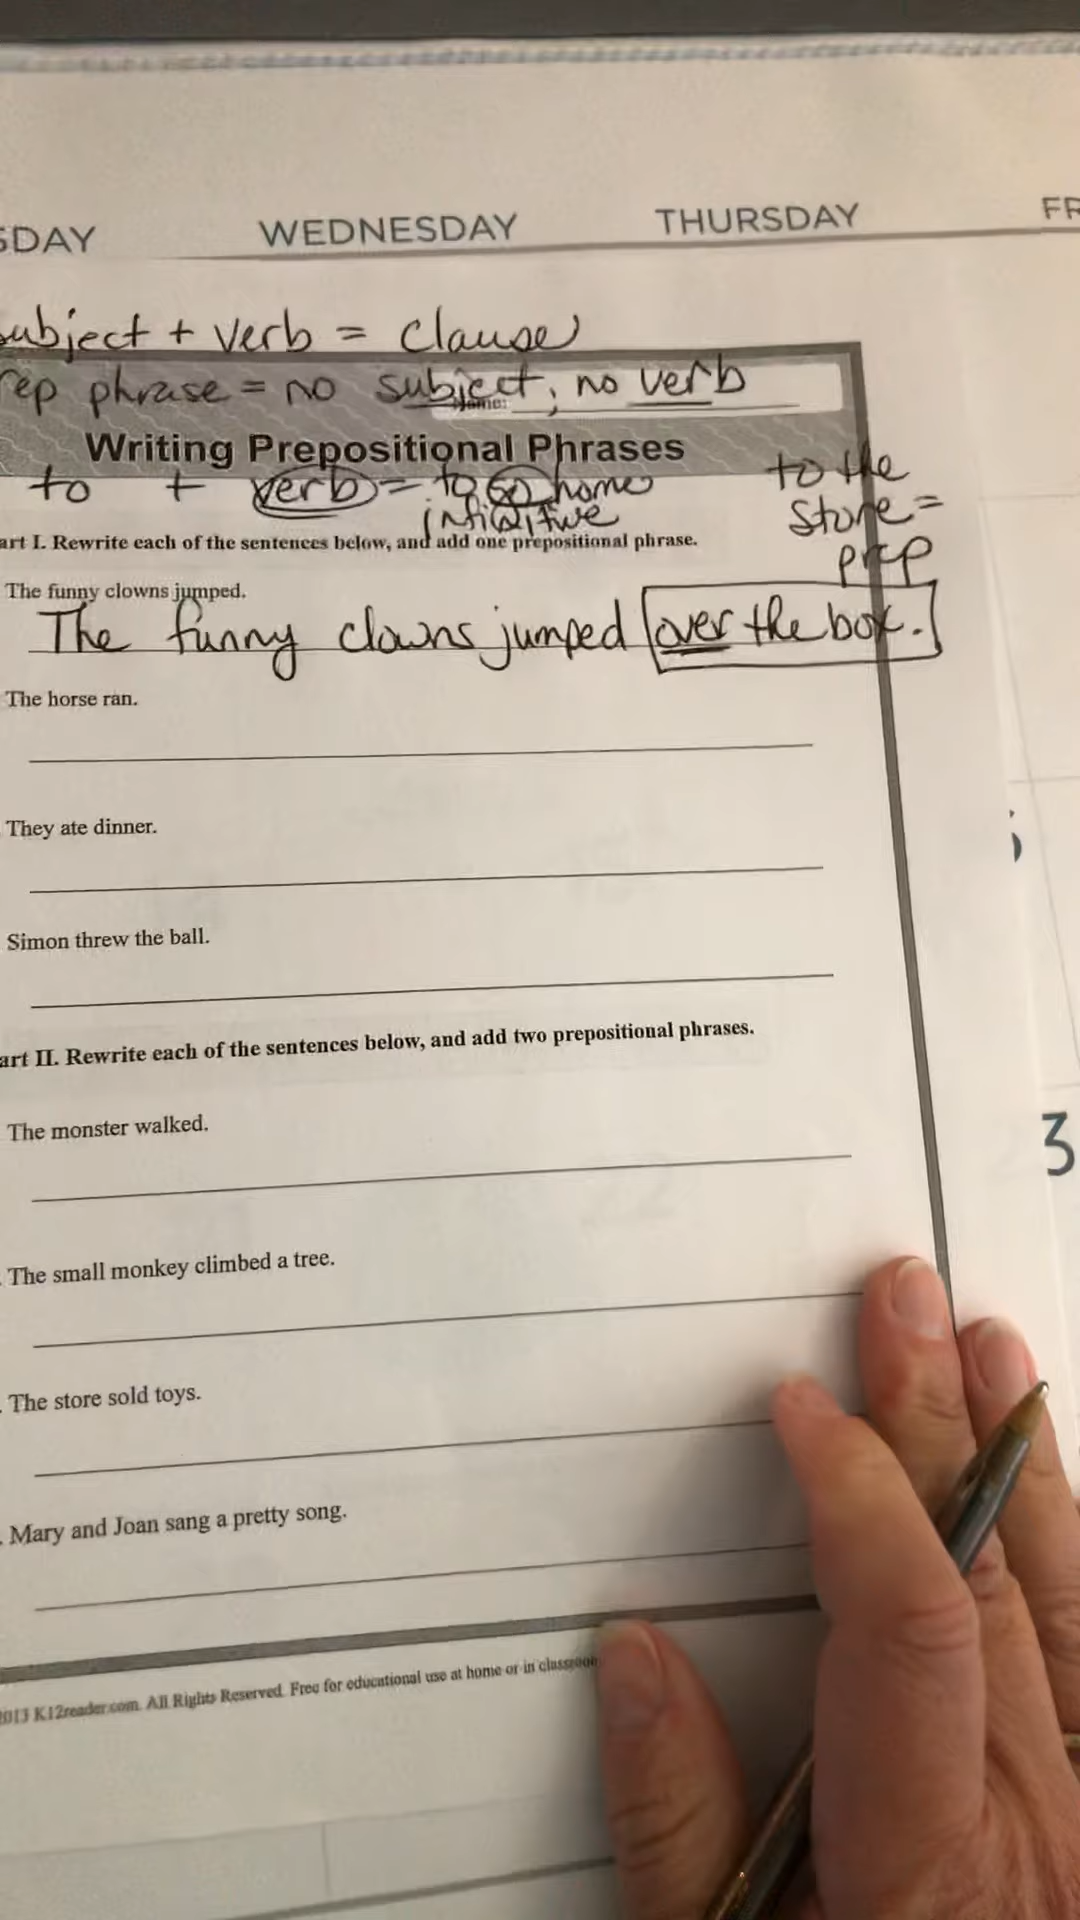 SDAY WEDNESDAY THURSDAY FR
subject + verb = clause
rep phrase = no subject; no verb
Name:
Writing Prepositional Phrases
to + verb = to go home
infinitive
to the
store =
prep
art I. Rewrite each of the sentences below, and add one prepositional phrase.
The funny clowns jumped.
The funny clowns jumped over the box.
The horse ran.
They ate dinner.
Simon threw the ball.
art II. Rewrite each of the sentences below, and add two prepositional phrases.
The monster walked.
3
. The small monkey climbed a tree.
. The store sold toys.
. Mary and Joan sang a pretty song.
2013 K12reader.com. All Rights Reserved. Free for educational use at home or in classroom